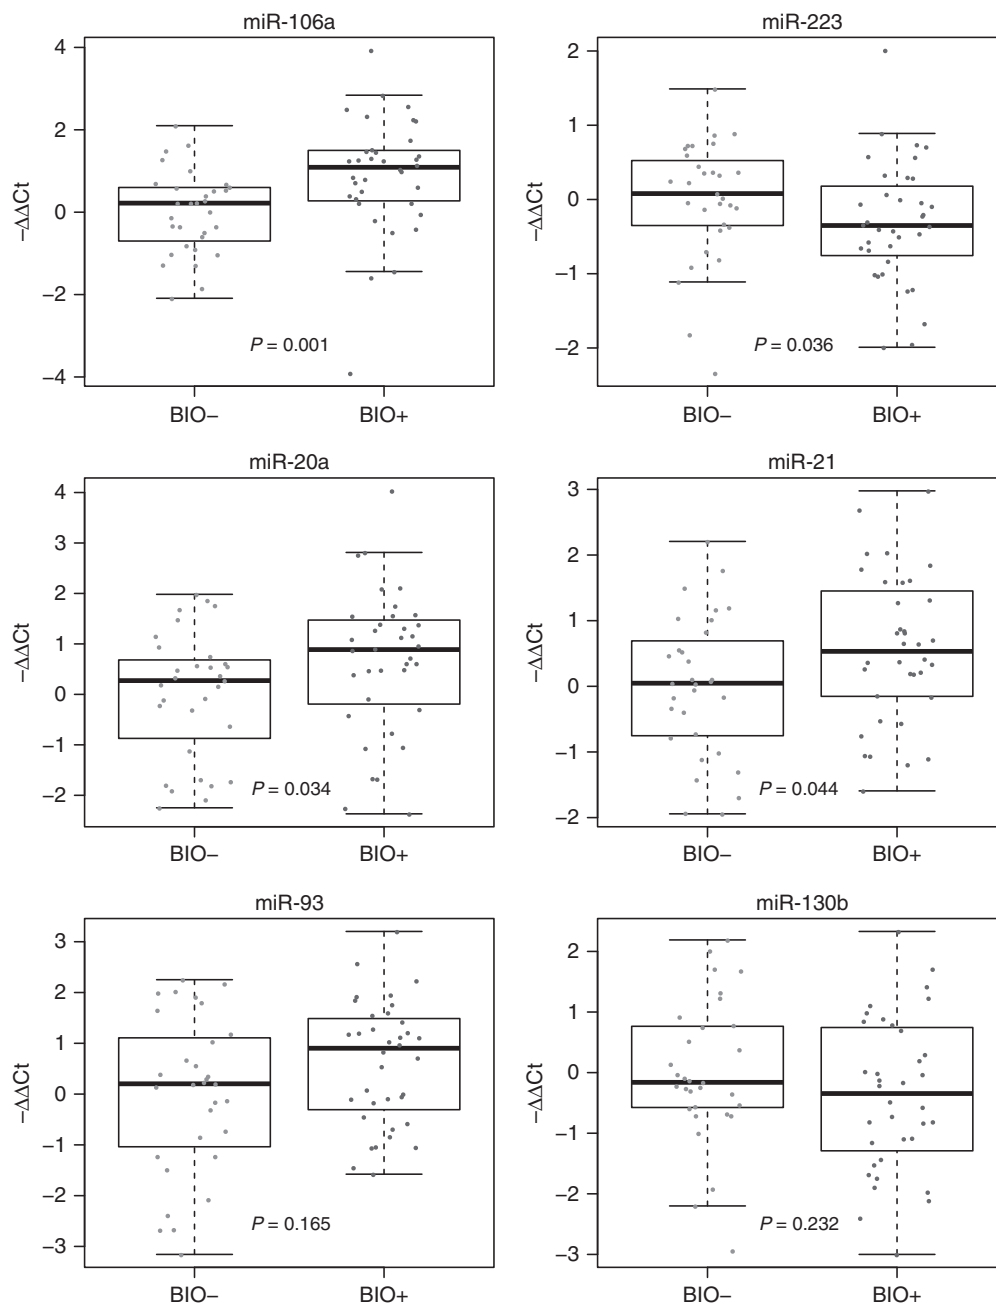 miR-106a
4
2
0
−2
−4
−ΔΔCt
P = 0.001
BIO−
BIO+
miR-223
2
1
0
−1
−2
−ΔΔCt
P = 0.036
BIO−
BIO+
miR-20a
4
3
2
1
0
−1
−2
−ΔΔCt
P = 0.034
BIO−
BIO+
miR-21
3
2
1
0
−1
−2
−ΔΔCt
P = 0.044
BIO−
BIO+
miR-93
3
2
1
0
−1
−2
−3
−ΔΔCt
P = 0.165
BIO−
BIO+
miR-130b
2
1
0
−1
−2
−3
−ΔΔCt
P = 0.232
BIO−
BIO+